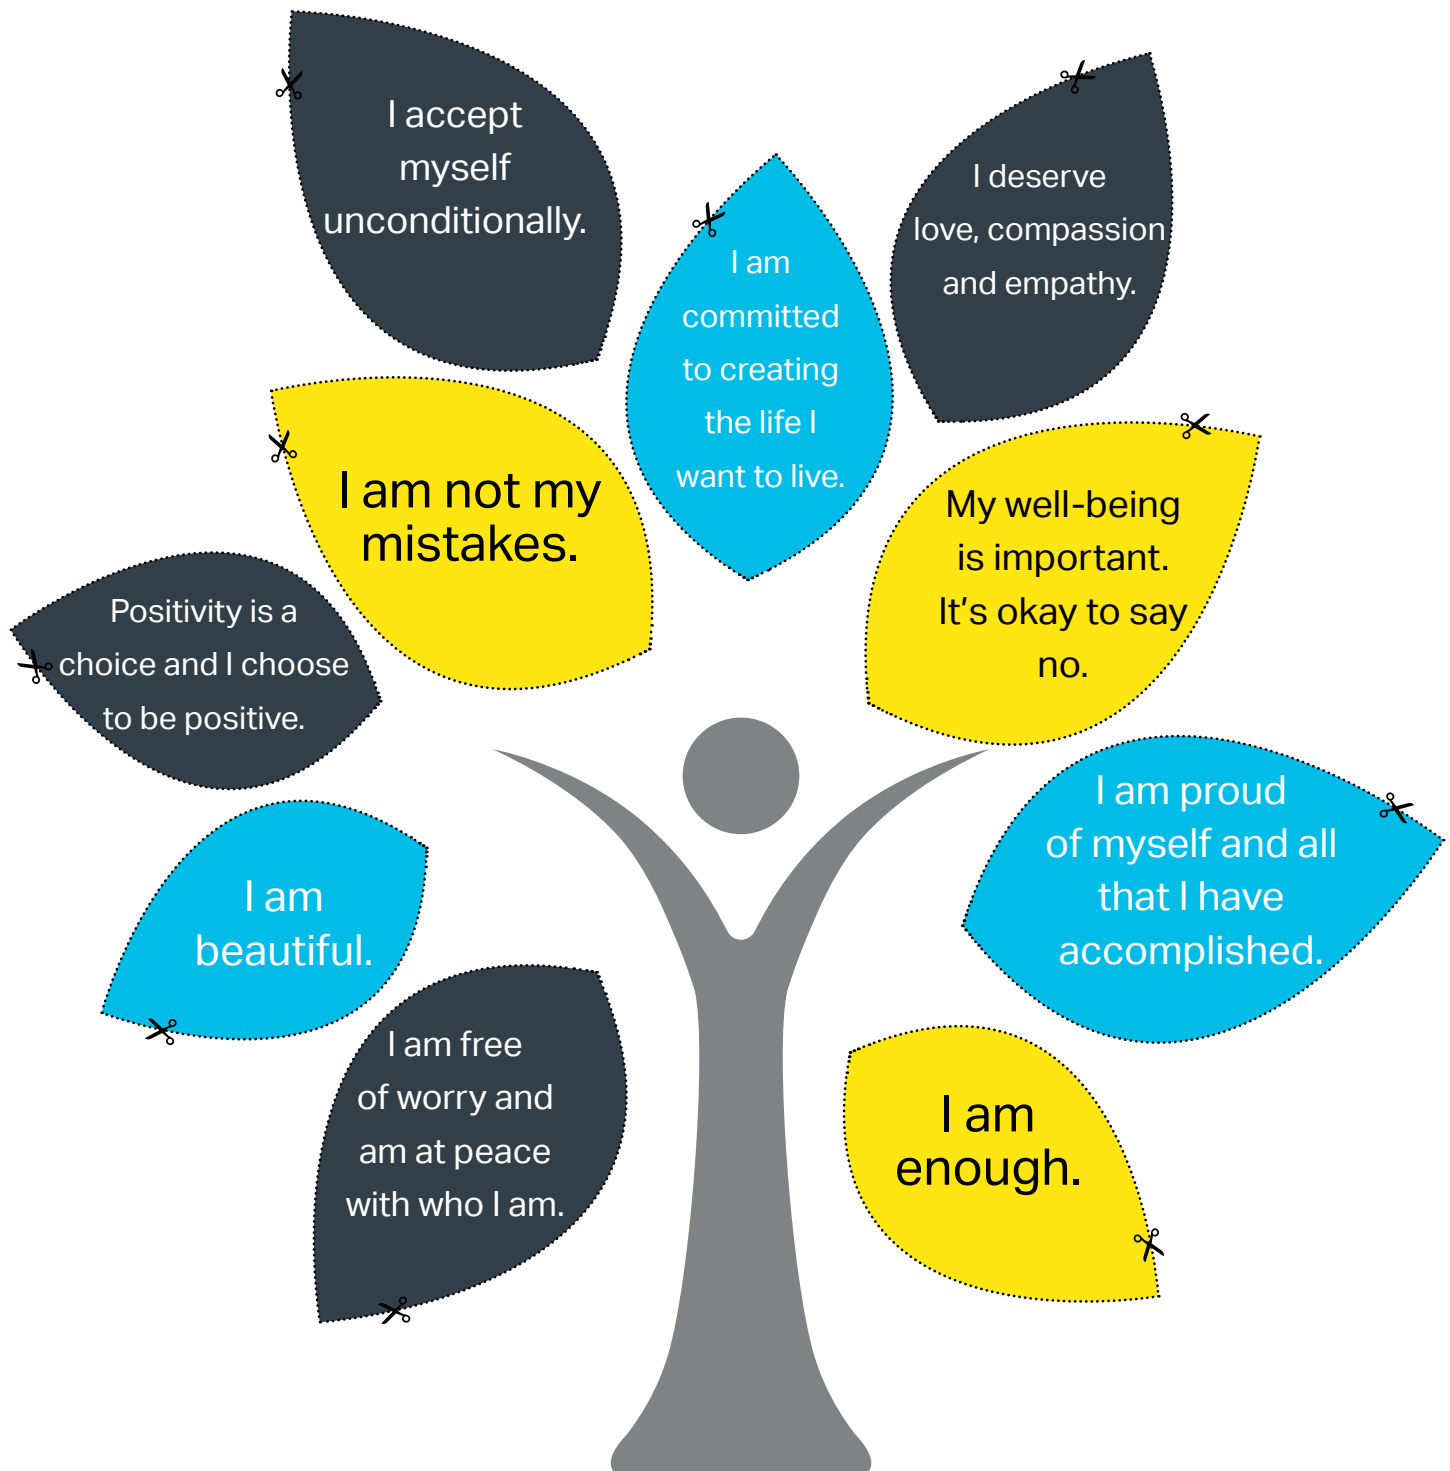 I accept
myself
unconditionally.
I deserve
love, compassion
and empathy.
I am
committed
to creating
the life I
want to live.
I am not my
mistakes.
My well-being
is important.
It's okay to say
no.
Positivity is a
choice and I choose
to be positive.
I am proud
of myself and all
that I have
accomplished.
I am
beautiful.
I am free
of worry and
am at peace
with who I am.
I am
enough.